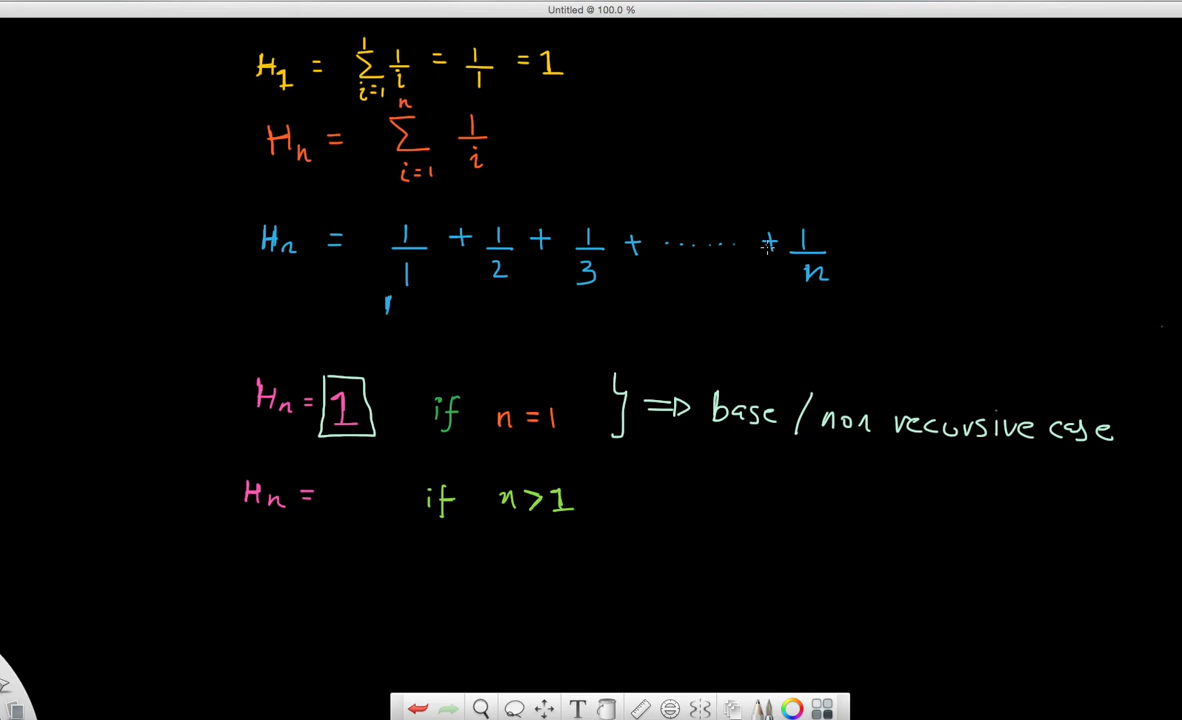 Untitled @ 100.0 %
H₁ = ∑_{i=1}^{1} 1/i = 1/1 = 1
Hₙ = ∑_{i=1}^{n} 1/i
Hₙ = 1/1 + 1/2 + 1/3 + ...... + 1/n
Hₙ = 1 if n = 1 } ⇒ base / non recursive case
Hₙ = if n > 1
T